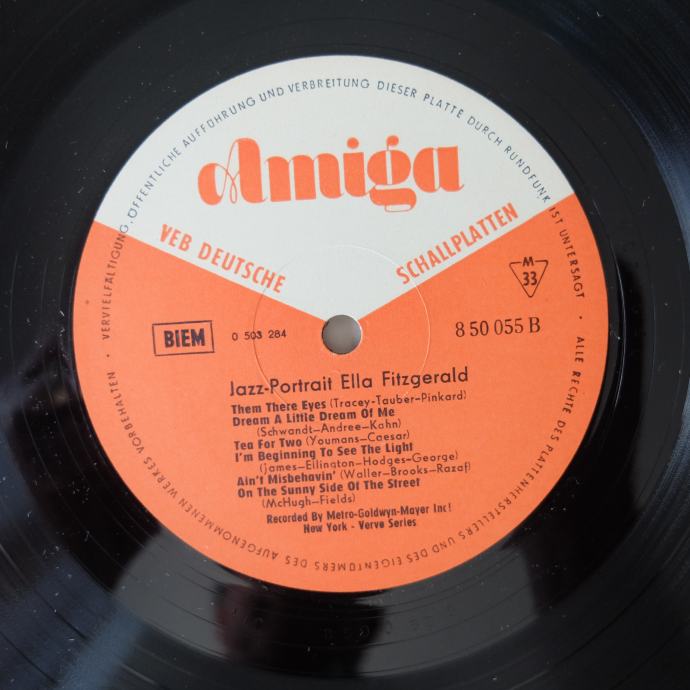 VERVIELFÄLTIGUNG, ÖFFENTLICHE AUFFÜHRUNG UND VERBREITUNG DIESER PLATTE DURCH RUNDFUNK IST UNTERSAGT · ALLE RECHTE DES PLATTENHERSTELLERS UND DES EIGENTÜMERS DES AUFGENOMMENEN WERKES VORBEHALTEN ·
Amiga
VEB DEUTSCHE SCHALLPLATTEN
M
33
BIEM
0 503 284
8 50 055 B
Jazz-Portrait Ella Fitzgerald
Them There Eyes (Tracey-Tauber-Pinkard)
Dream A Little Dream Of Me
(Schwandt-Andree-Kahn)
Tea For Two (Youmans-Caesar)
I'm Beginning To See The Light
(James-Ellington-Hodges-George)
Ain't Misbehavin' (Waller-Brooks-Razaf)
On The Sunny Side Of The Street
(McHugh-Fields)
Recorded By Metro-Goldwyn-Mayer Inc!
New York - Verve Series